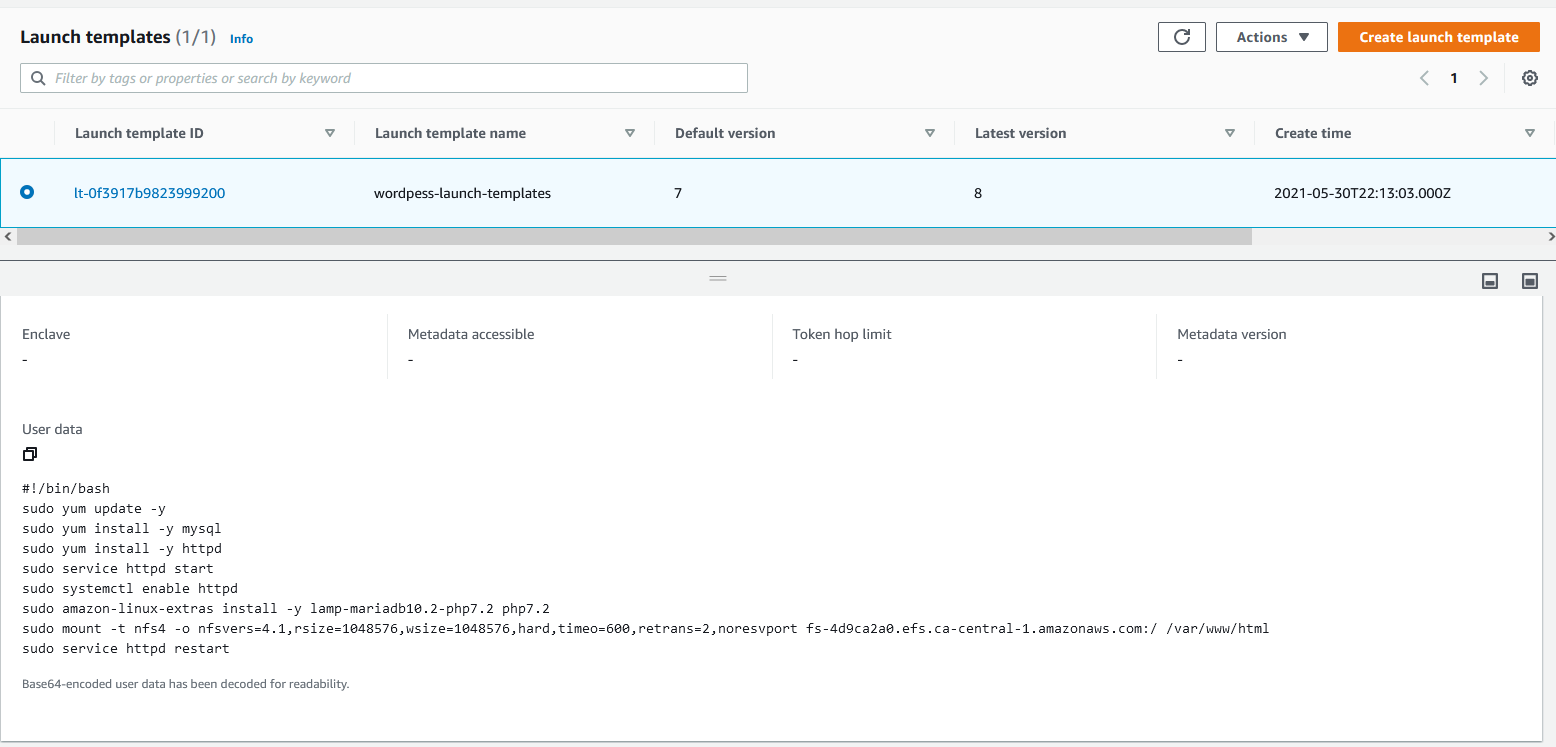 Launch templates (1/1) Info
Actions
Create launch template
Filter by tags or properties or search by keyword
1
Launch template ID Launch template name Default version Latest version Create time
lt-0f3917b9823999200 wordpess-launch-templates 7 8 2021-05-30T22:13:03.000Z
Enclave Metadata accessible Token hop limit Metadata version
- - - -
User data
#!/bin/bash
sudo yum update -y
sudo yum install -y mysql
sudo yum install -y httpd
sudo service httpd start
sudo systemctl enable httpd
sudo amazon-linux-extras install -y lamp-mariadb10.2-php7.2 php7.2
sudo mount -t nfs4 -o nfsvers=4.1,rsize=1048576,wsize=1048576,hard,timeo=600,retrans=2,noresvport fs-4d9ca2a0.efs.ca-central-1.amazonaws.com:/ /var/www/html
sudo service httpd restart
Base64-encoded user data has been decoded for readability.